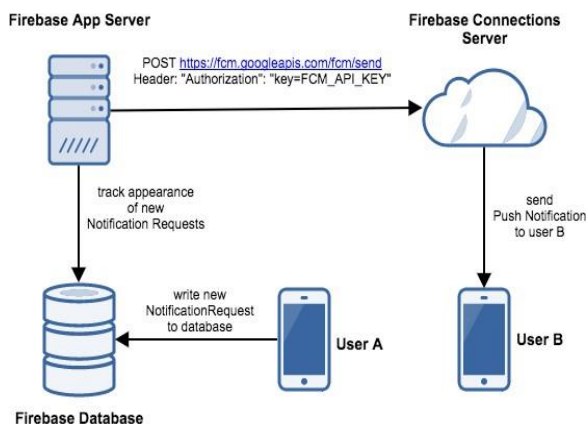 Firebase App Server
Firebase Connections
Server
POST https://fcm.googleapis.com/fcm/send
Header: "Authorization": "key=FCM_API_KEY"
track appearance
of new
Notification Requests
send
Push Notification
to user B
write new
NotificationRequest
to database
User A
User B
Firebase Database